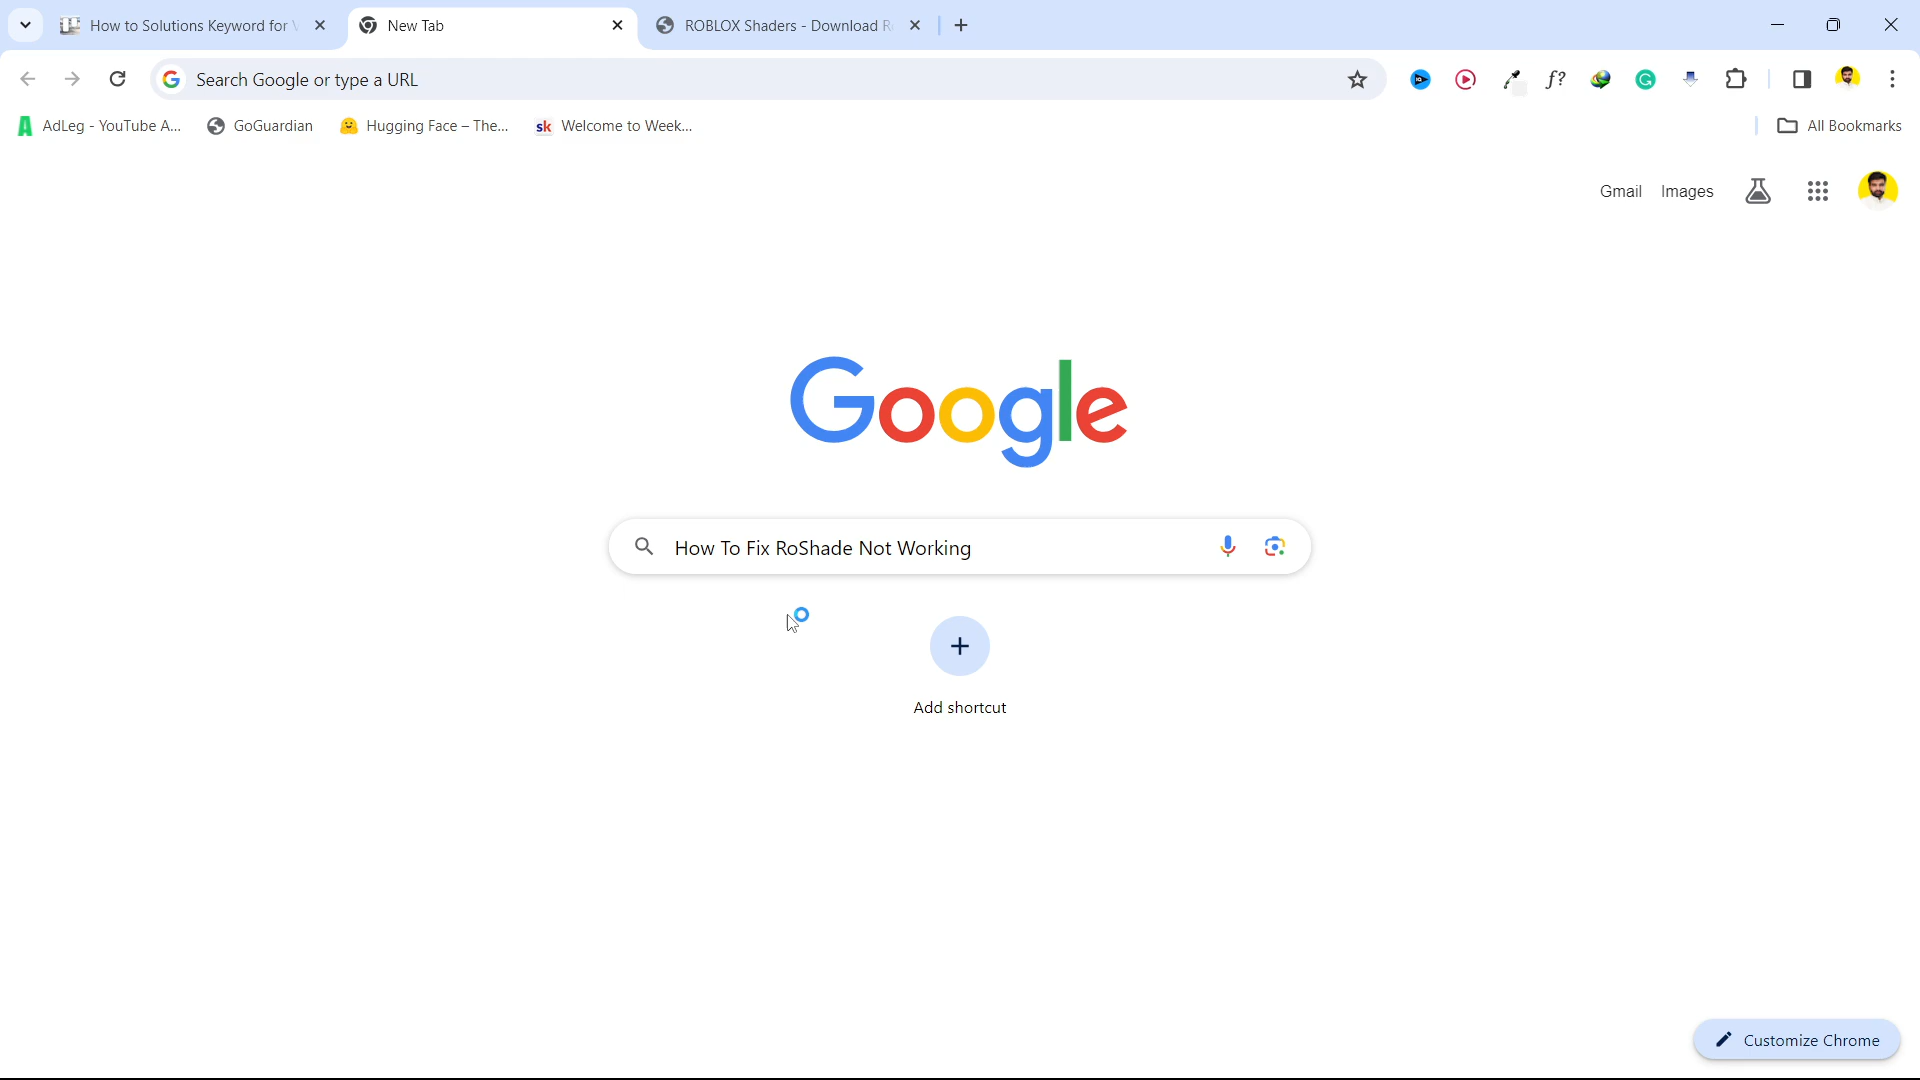 How to Solutions Keyword for
New Tab
ROBLOX Shaders - Download R
Search Google or type a URL
f?
AdLeg - YouTube A...
GoGuardian
Hugging Face – The...
sk Welcome to Week...
All Bookmarks
Gmail
Images
Google
How To Fix RoShade Not Working
Add shortcut
Customize Chrome